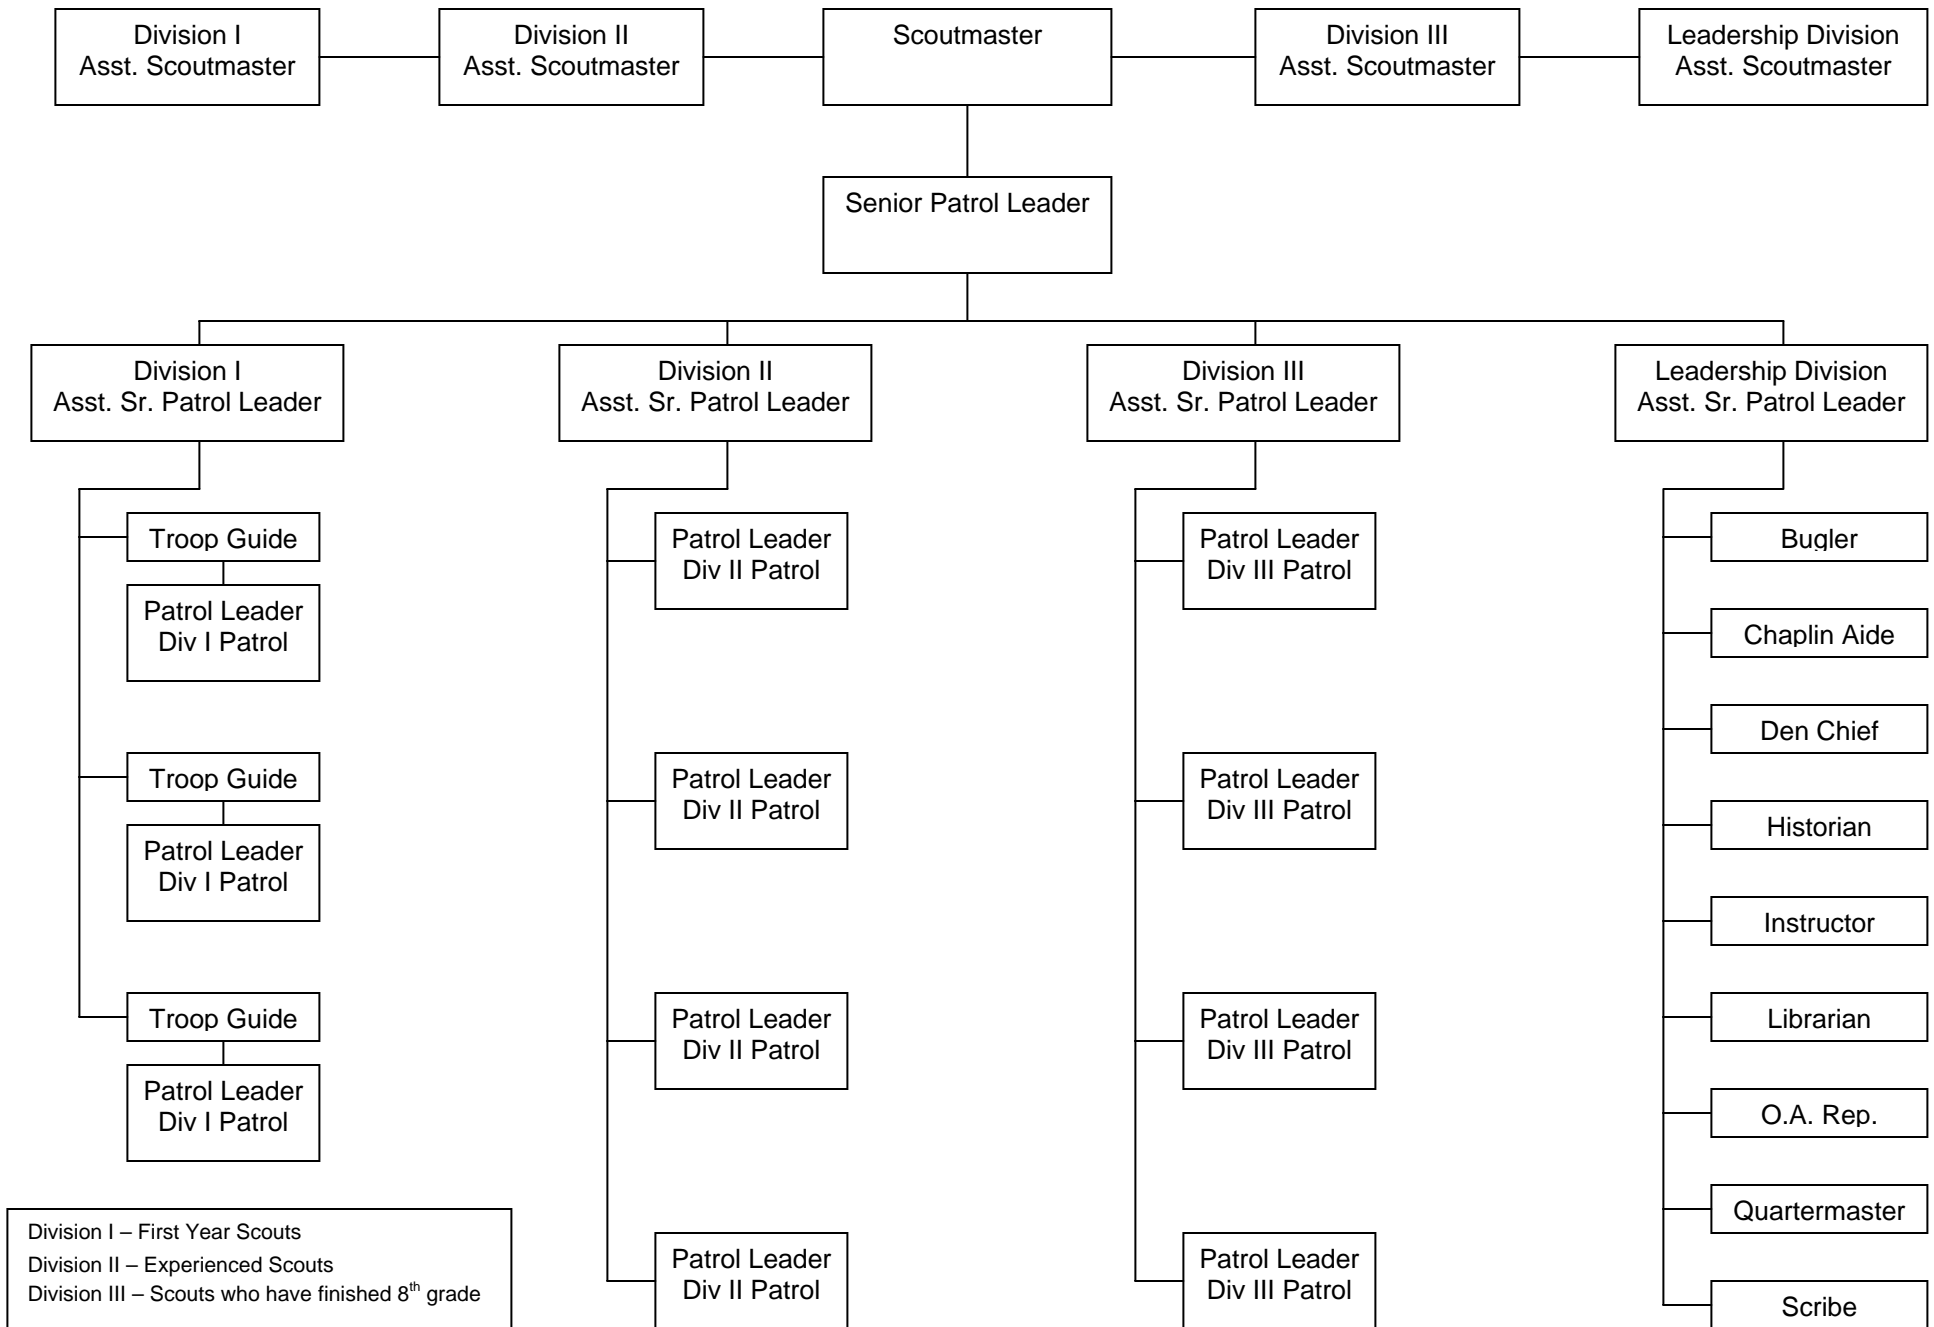 Division I
Asst. Scoutmaster
Division II
Asst. Scoutmaster
Scoutmaster
Division III
Asst. Scoutmaster
Leadership Division
Asst. Scoutmaster
Senior Patrol Leader
Division I
Asst. Sr. Patrol Leader
Division II
Asst. Sr. Patrol Leader
Division III
Asst. Sr. Patrol Leader
Leadership Division
Asst. Sr. Patrol Leader
Troop Guide
Patrol Leader
Div I Patrol
Troop Guide
Patrol Leader
Div I Patrol
Troop Guide
Patrol Leader
Div I Patrol
Patrol Leader
Div II Patrol
Patrol Leader
Div II Patrol
Patrol Leader
Div II Patrol
Patrol Leader
Div II Patrol
Patrol Leader
Div III Patrol
Patrol Leader
Div III Patrol
Patrol Leader
Div III Patrol
Patrol Leader
Div III Patrol
Bugler
Chaplin Aide
Den Chief
Historian
Instructor
Librarian
O.A. Rep.
Quartermaster
Scribe
Division I – First Year Scouts
Division II – Experienced Scouts
Division III – Scouts who have finished 8th grade